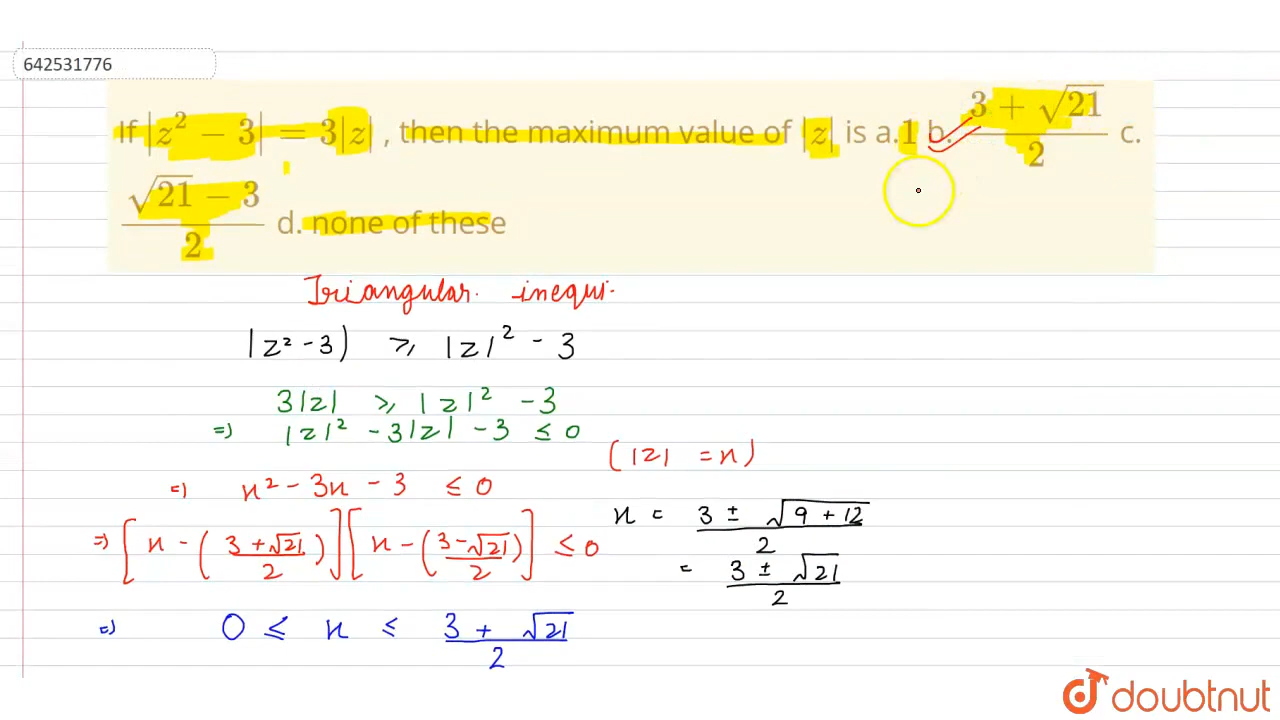 642531776
If |z² − 3| = 3|z| , then the maximum value of |z| is a.1 b. (3 + √21)/2 c.
(√21 − 3)/2 d. none of these
Triangular. inequi.
|z² - 3| ⩾ |z|² - 3
3|z| ⩾ |z|² - 3
⇒ |z|² - 3|z| - 3 ≤ 0
(|z| = x)
⇒ x² - 3x - 3 ≤ 0
x = (3 ± √(9 + 12))/2
⇒ [x - ((3 + √21)/2)] [x - ((3 - √21)/2)] ≤ 0
= (3 ± √21)/2
⇒ 0 ≤ x ≤ (3 + √21)/2
doubtnut